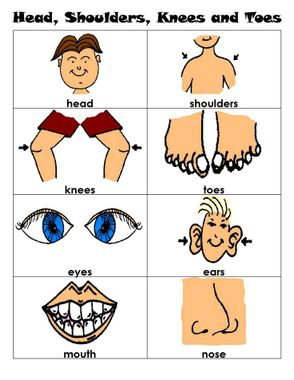 Head, Shoulders, Knees and Toes
head
shoulders
knees
toes
eyes
ears
mouth
nose